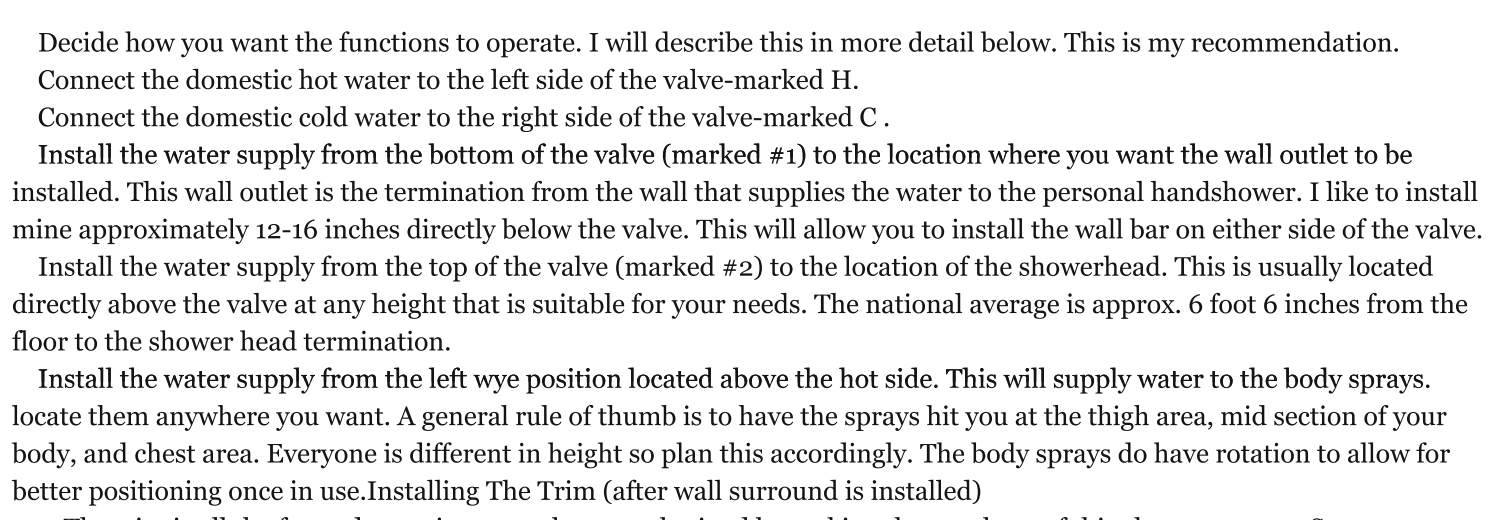 Decide how you want the functions to operate. I will describe this in more detail below. This is my recommendation.
Connect the domestic hot water to the left side of the valve-marked H.
Connect the domestic cold water to the right side of the valve-marked C .
Install the water supply from the bottom of the valve (marked #1) to the location where you want the wall outlet to be
installed. This wall outlet is the termination from the wall that supplies the water to the personal handshower. I like to install
mine approximately 12-16 inches directly below the valve. This will allow you to install the wall bar on either side of the valve.
Install the water supply from the top of the valve (marked #2) to the location of the showerhead. This is usually located
directly above the valve at any height that is suitable for your needs. The national average is approx. 6 foot 6 inches from the
floor to the shower head termination.
Install the water supply from the left wye position located above the hot side. This will supply water to the body sprays.
locate them anywhere you want. A general rule of thumb is to have the sprays hit you at the thigh area, mid section of your
body, and chest area. Everyone is different in height so plan this accordingly. The body sprays do have rotation to allow for
better positioning once in use.Installing The Trim (after wall surround is installed)